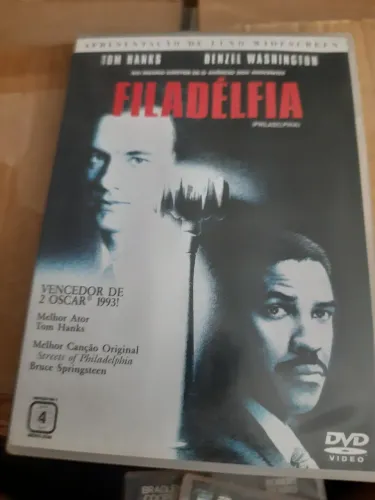 APRESENTAÇÃO DE LUXO WIDESCREEN
TOM HANKS DENZEL WASHINGTON
FILADÉLFIA
(PHILADELPHIA)
VENCEDOR DE
2 OSCAR® 1993!
Melhor Ator
Tom Hanks
Melhor Canção Original
Streets of Philadelphia
Bruce Springsteen
4
DVD
VIDEO